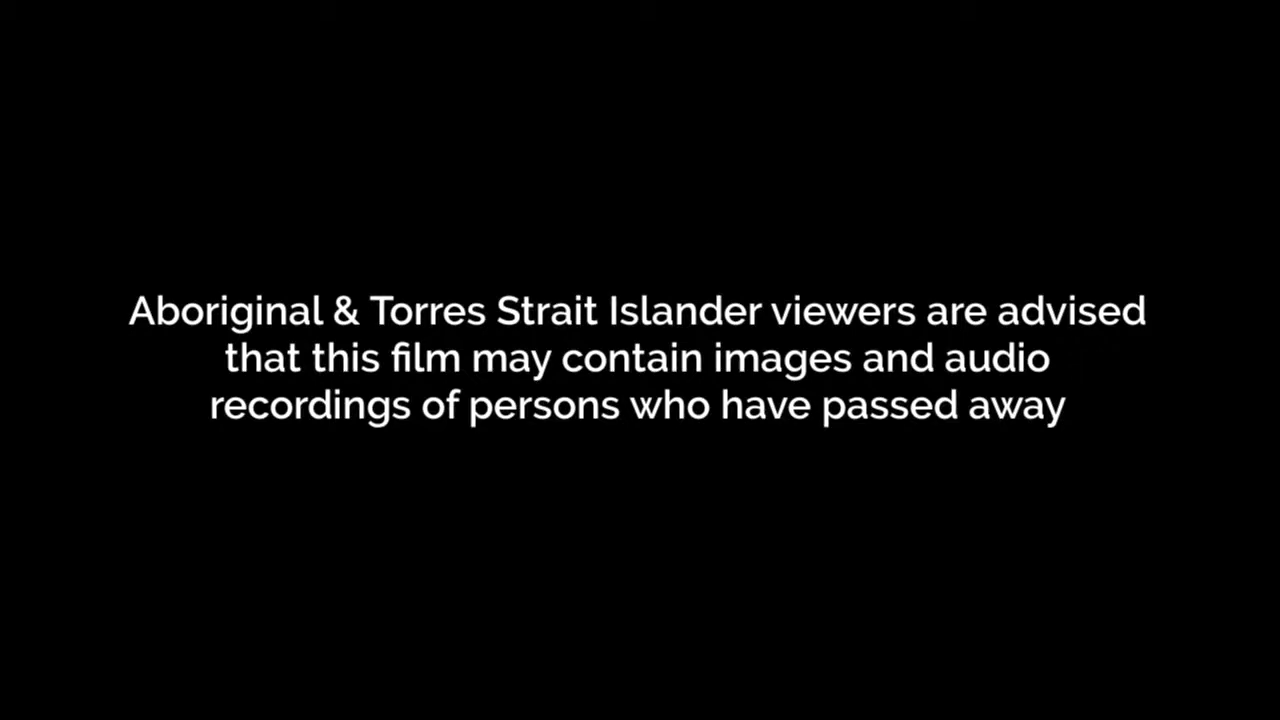 Aboriginal & Torres Strait Islander viewers are advised
that this film may contain images and audio
recordings of persons who have passed away